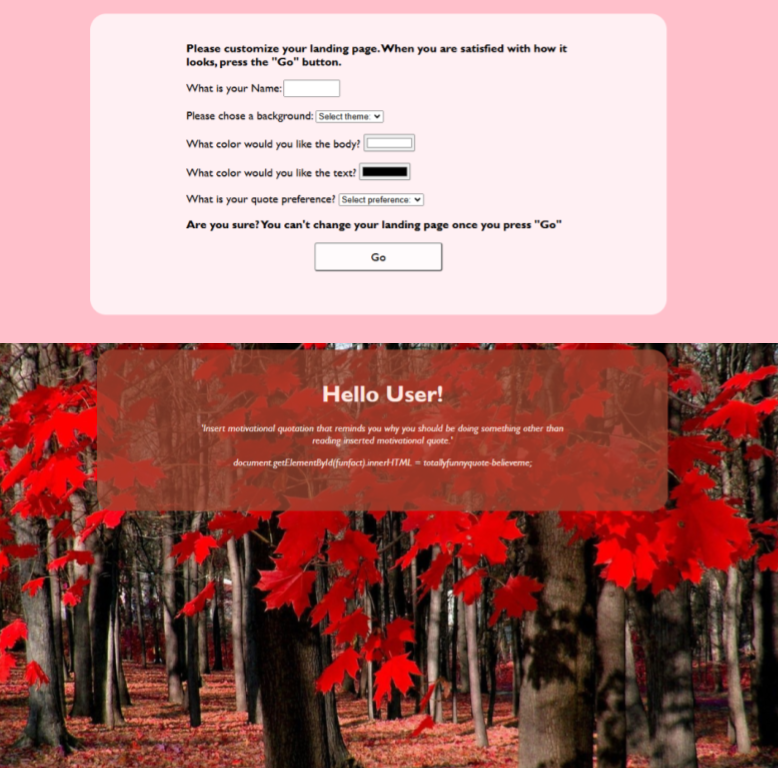 Please customize your landing page. When you are satisfied with how it
looks, press the "Go" button.
What is your Name:
Please chose a background: Select theme:
What color would you like the body?
What color would you like the text?
What is your quote preference? Select preference:
Are you sure? You can't change your landing page once you press "Go"
Go
Hello User!
'Insert motivational quotation that reminds you why you should be doing something other than
reading inserted motivational quote.'
document.getElementById(funfact).innerHTML = totallyfunnyquote-believeme;